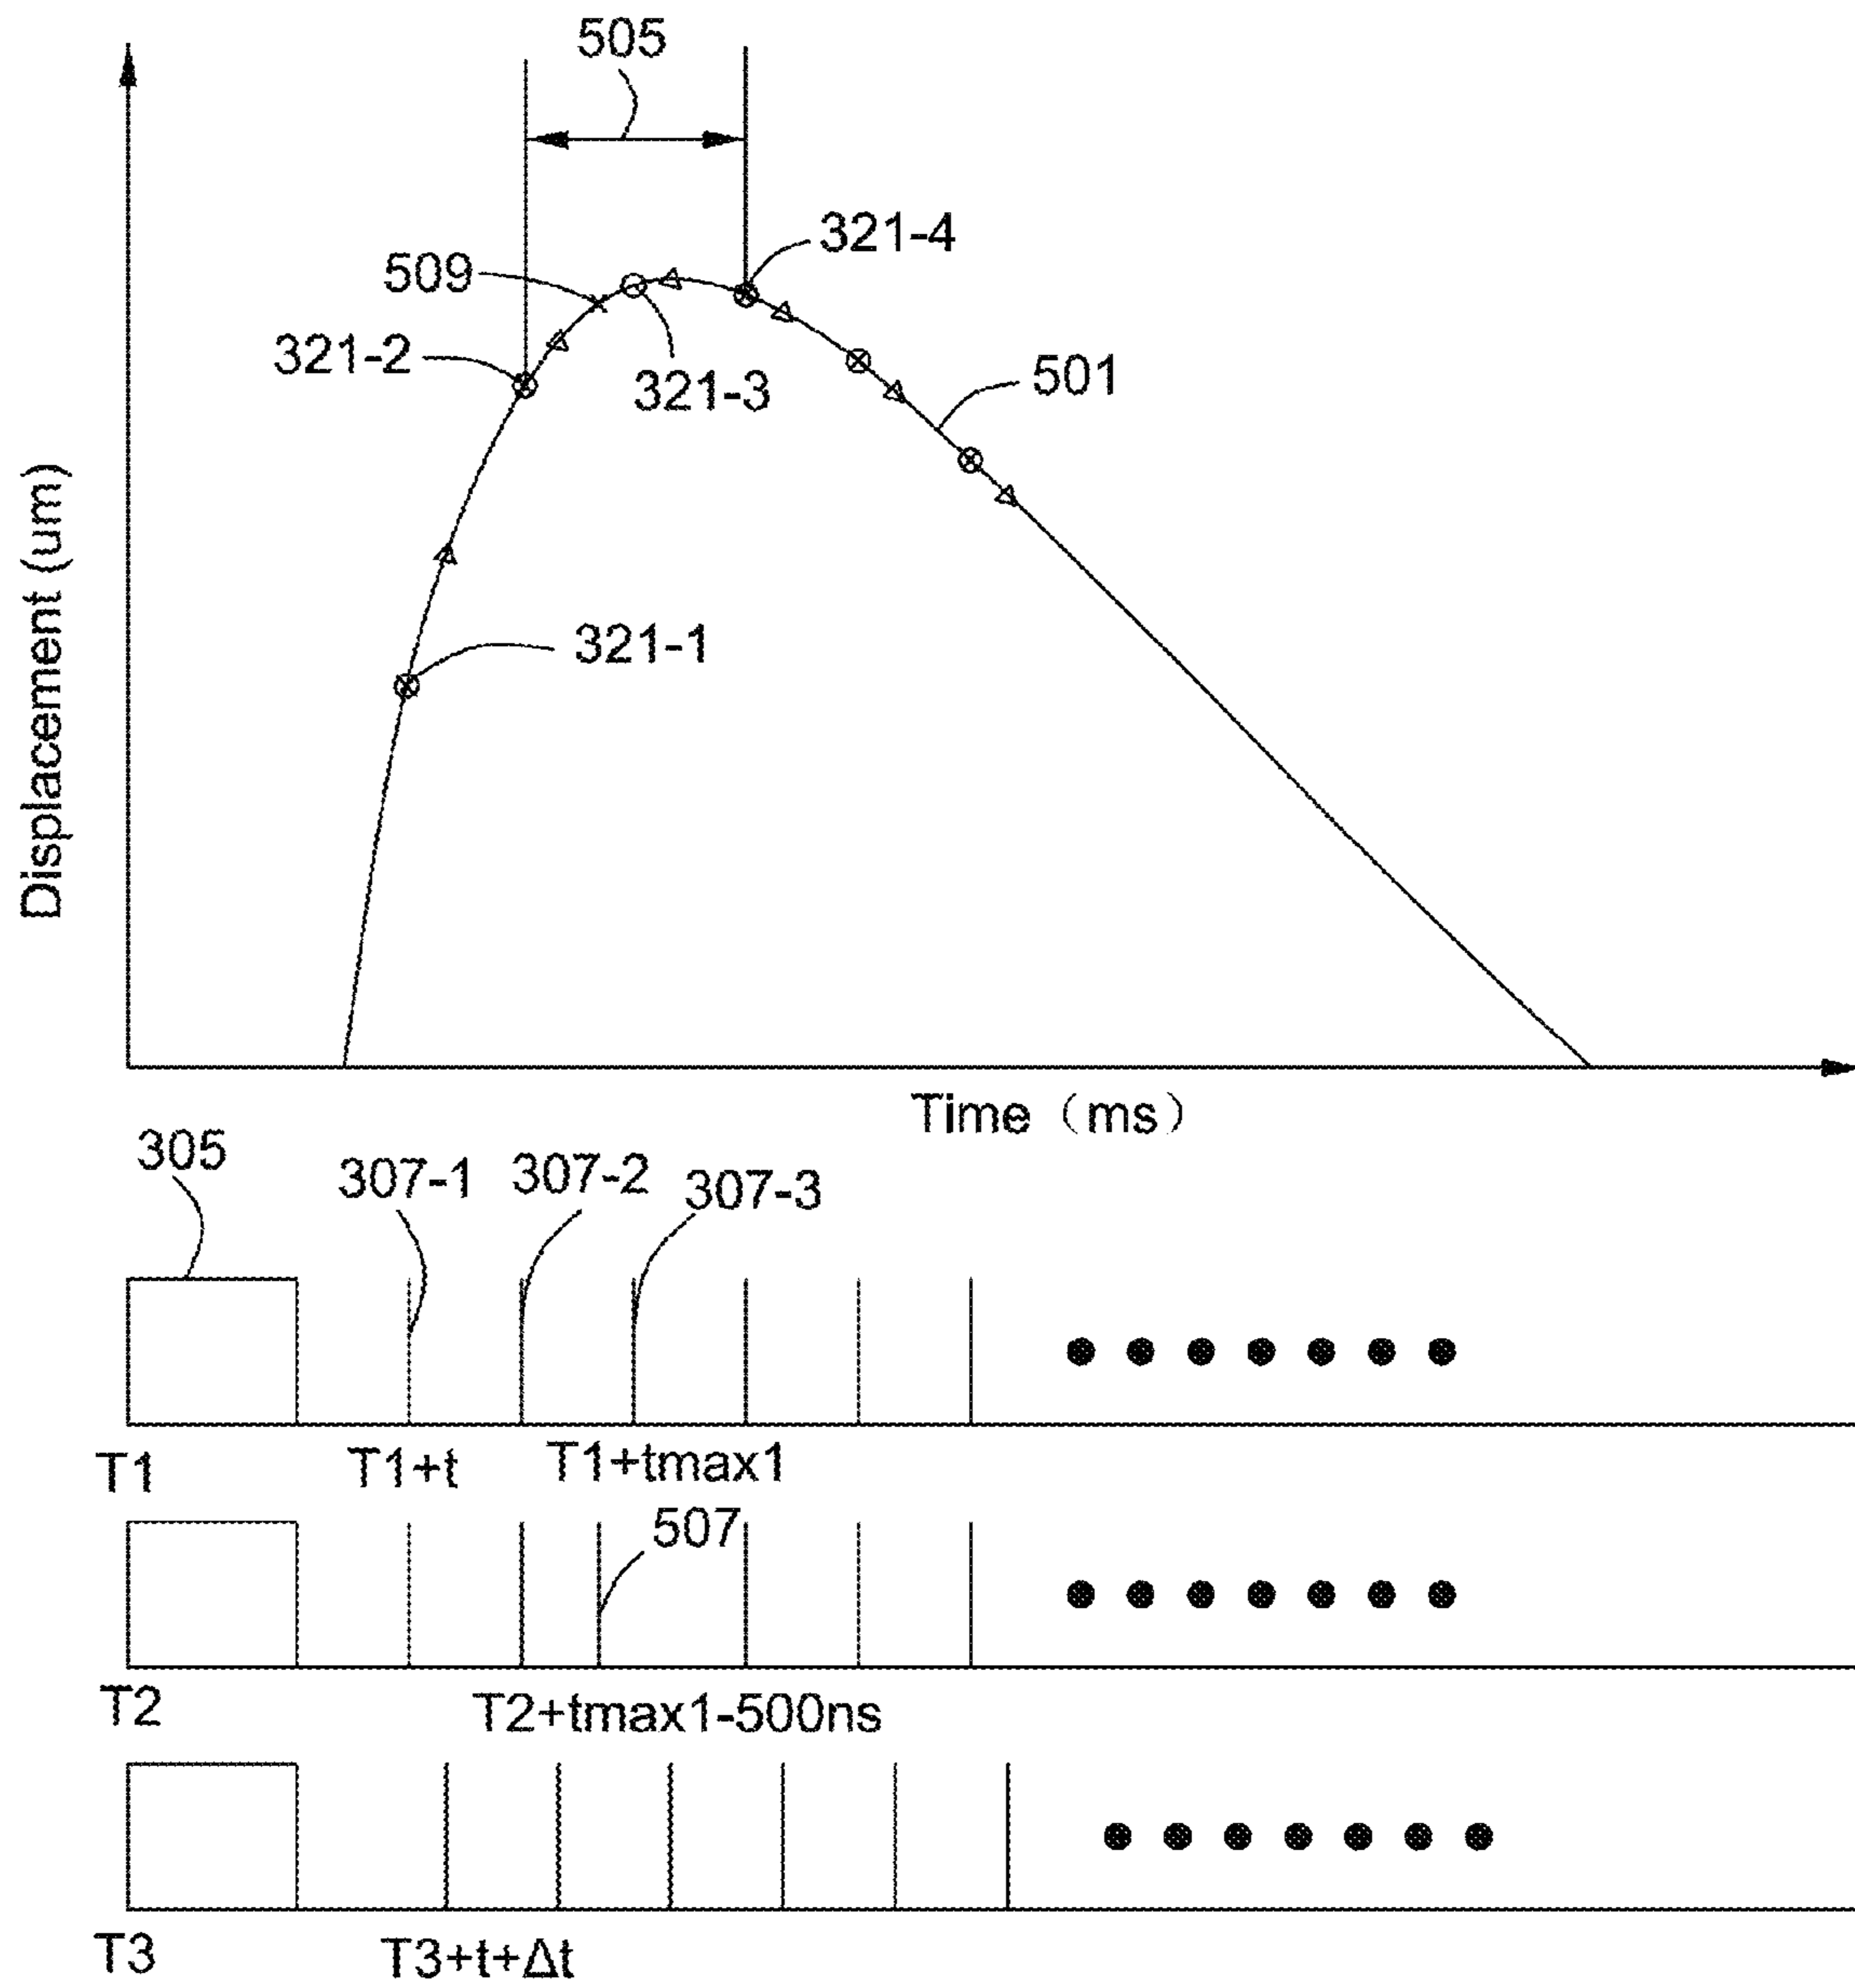 505
321-4
509
321-2
321-3
501
321-1
Displacement (um)
Time（ms）
305
307-1
307-2
307-3
T1
T1+t
T1+tmax1
507
T2
T2+tmax1-500ns
T3
T3+t+Δt